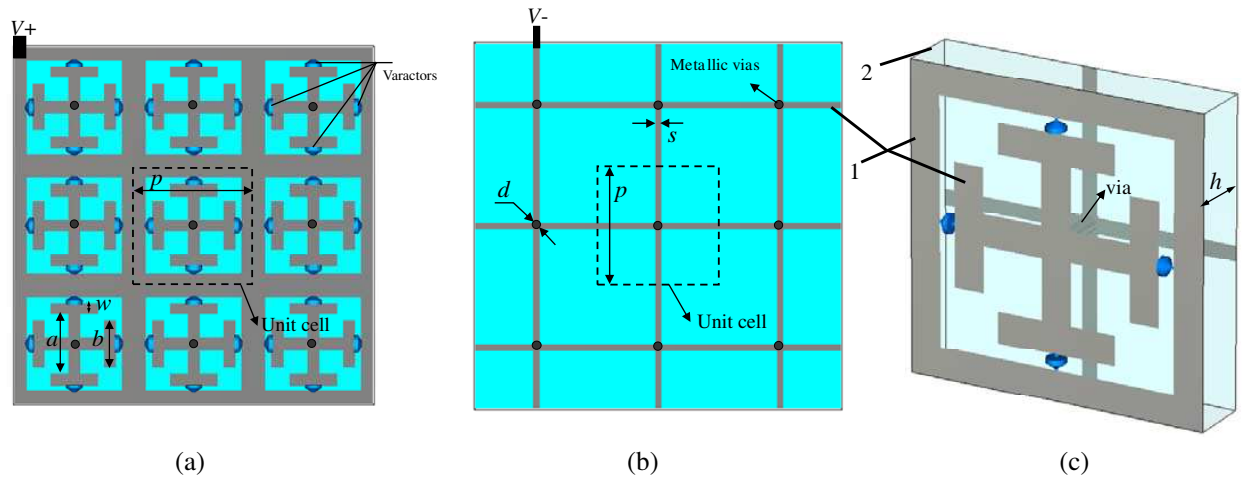 V+
Varactors
p
w
a
b
Unit cell
(a)
V-
Metallic vias
s
d
p
Unit cell
(b)
2
1
via
h
(c)